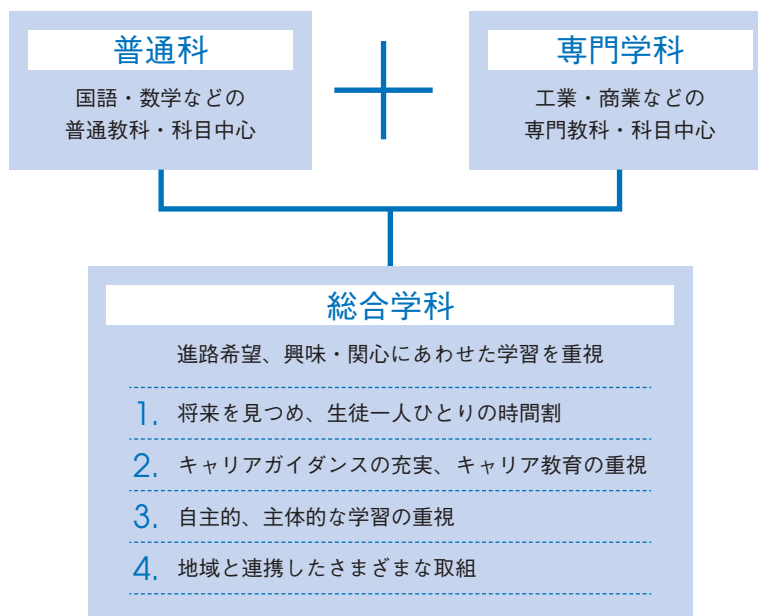 普通科
国語・数学などの
普通教科・科目中心
専門学科
工業・商業などの
専門教科・科目中心
総合学科
進路希望、興味・関心にあわせた学習を重視
1. 将来を見つめ、生徒一人ひとりの時間割
2. キャリアガイダンスの充実、キャリア教育の重視
3. 自主的、主体的な学習の重視
4. 地域と連携したさまざまな取組